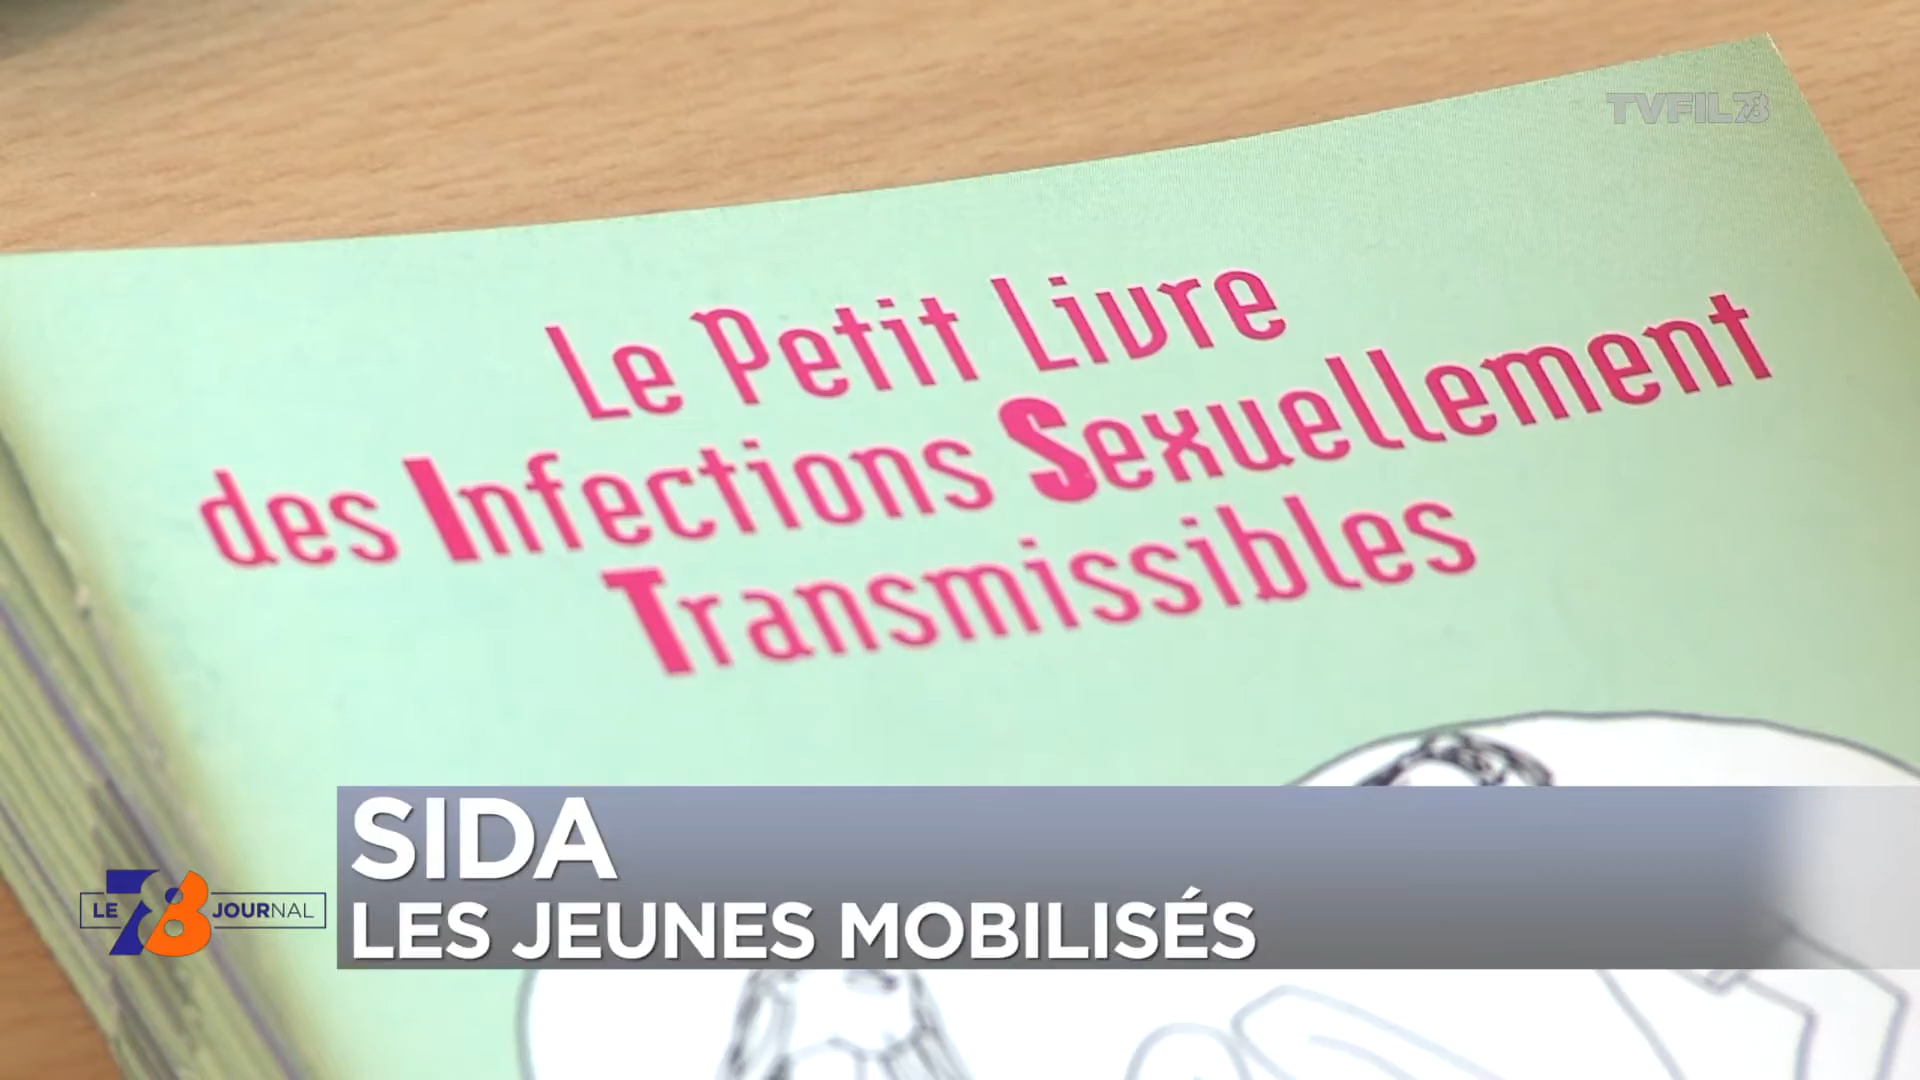 TVFIL78
Le Petit Livre
des Infections Sexuellement
Transmissibles
SIDA
LES JEUNES MOBILISÉS
LE 78 JOURNAL